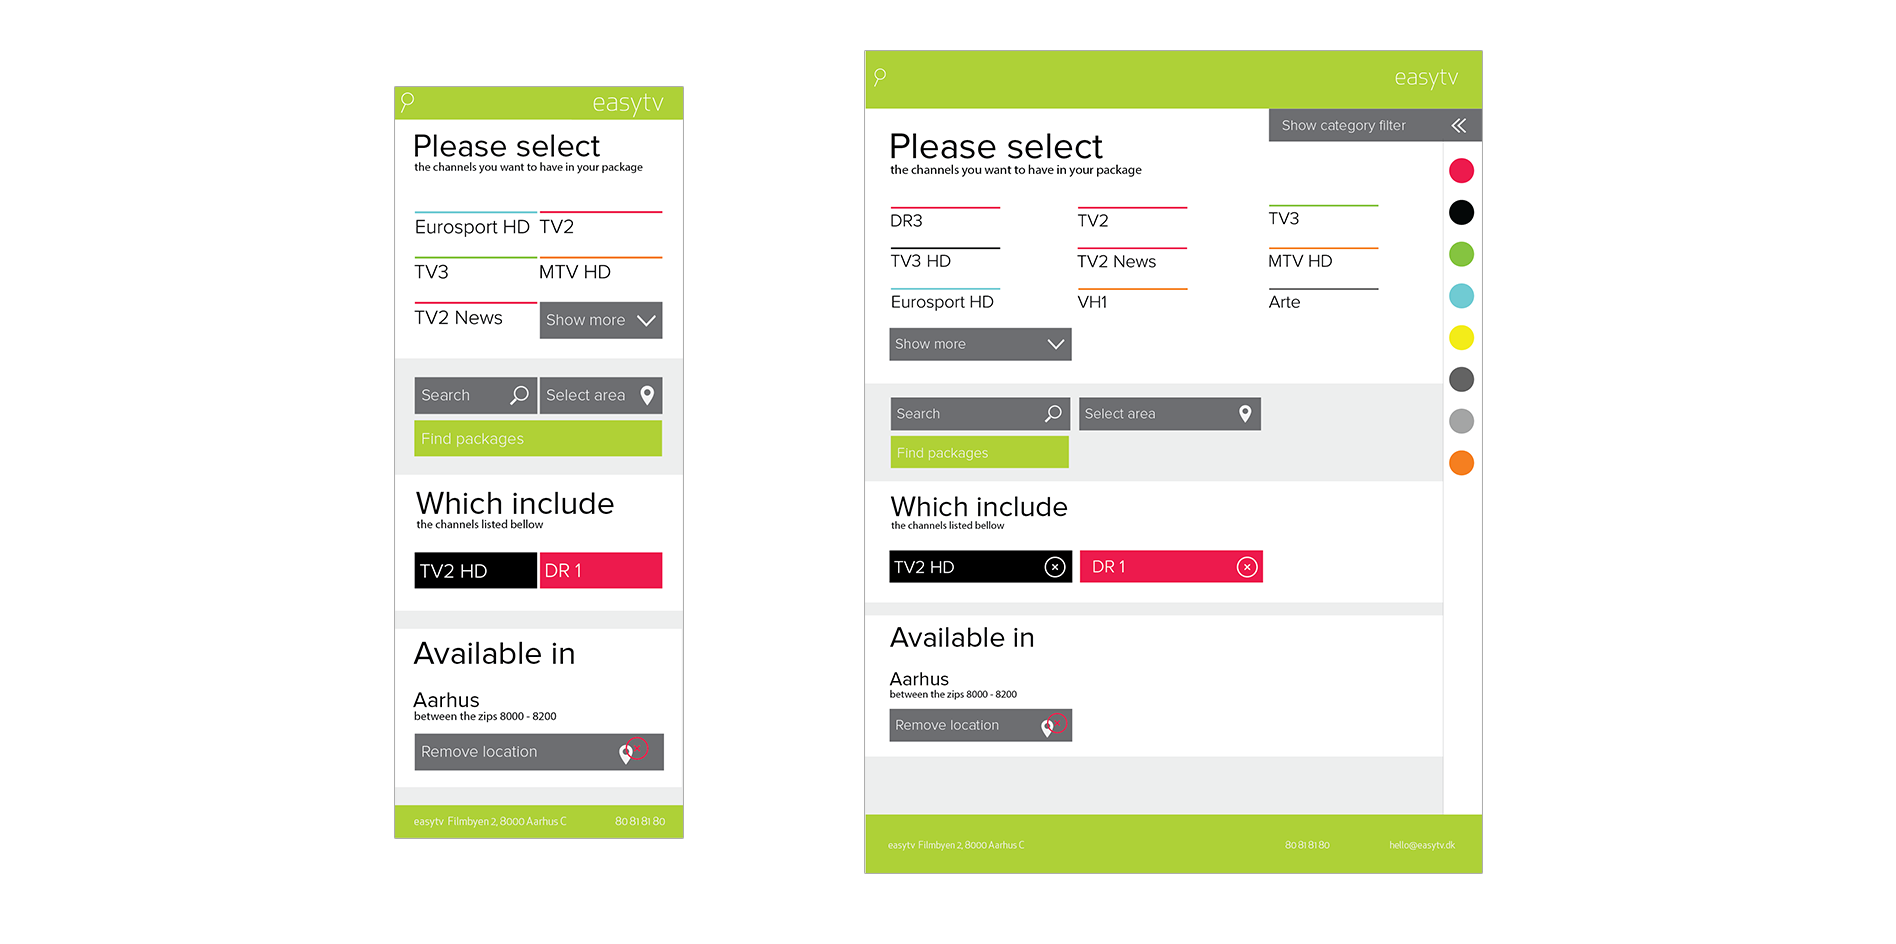 easytv
Please select
the channels you want to have in your package
Eurosport HD TV2
TV3 MTV HD
TV2 News Show more
Search Select area
Find packages
Which include
the channels listed bellow
TV2 HD DR 1
Available in
Aarhus
between the zips 8000 - 8200
Remove location
easytv Filmbyen 2, 8000 Aarhus C 80 81 81 80
easytv
Show category filter
Please select
the channels you want to have in your package
DR3 TV2 TV3
TV3 HD TV2 News MTV HD
Eurosport HD VH1 Arte
Show more
Search Select area
Find packages
Which include
the channels listed bellow
TV2 HD DR 1
Available in
Aarhus
between the zips 8000 - 8200
Remove location
easytv Filmbyen 2, 8000 Aarhus C 80 81 81 80 hello@easytv.dk